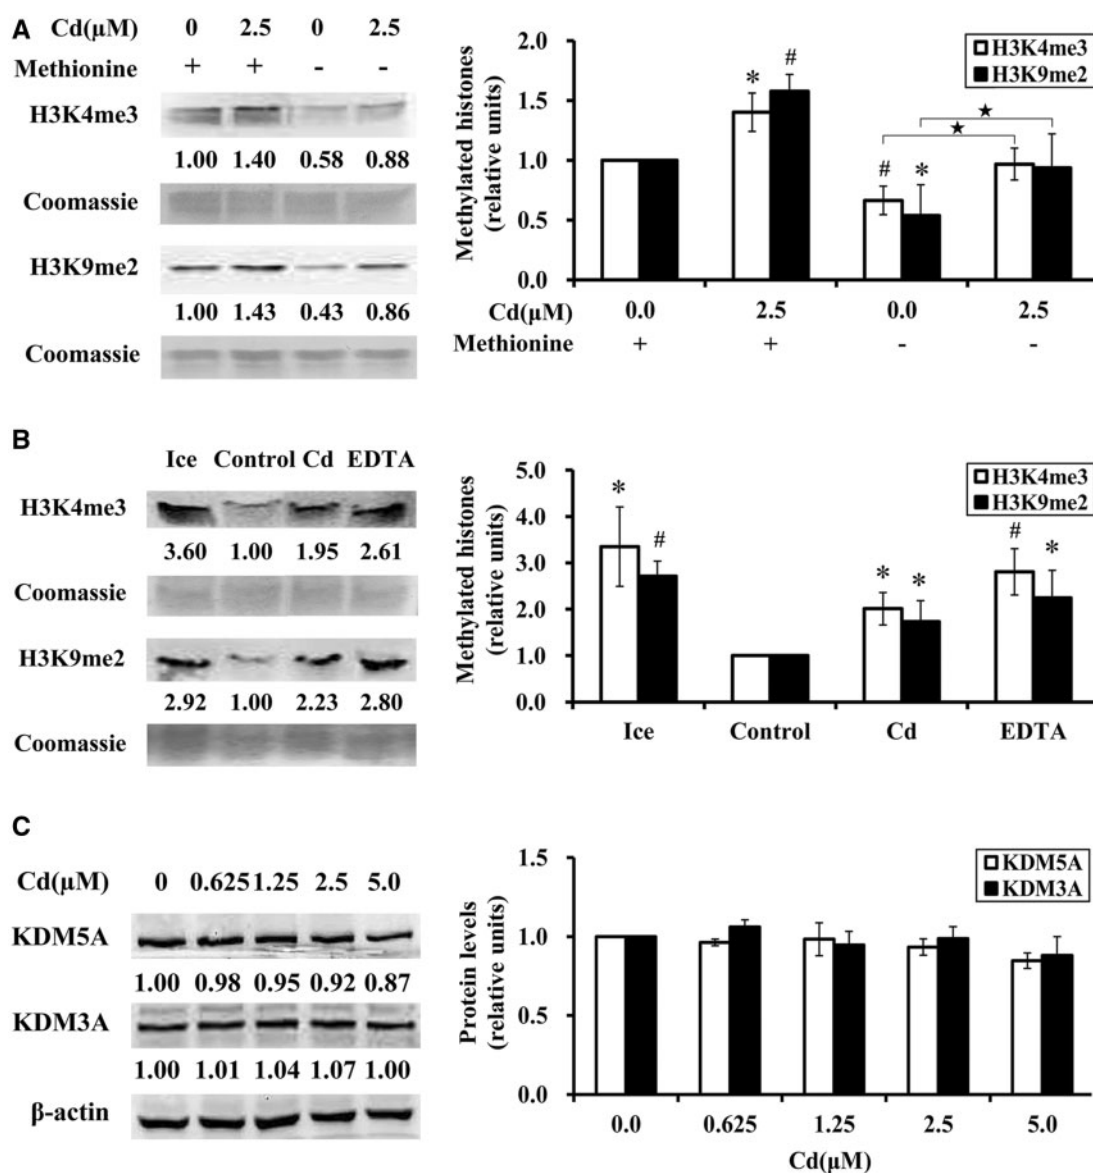 A
Cd(μM) 0 2.5 0 2.5
Methionine + + - -
H3K4me3
1.00 1.40 0.58 0.88
Coomassie
H3K9me2
1.00 1.43 0.43 0.86
Coomassie
Methylated histones
(relative units)
2.0
1.5
1.0
0.5
0.0
H3K4me3
H3K9me2
* # # * ★ ★
Cd(μM) 0.0 2.5 0.0 2.5
Methionine + + - -
B
Ice Control Cd EDTA
H3K4me3
3.60 1.00 1.95 2.61
Coomassie
H3K9me2
2.92 1.00 2.23 2.80
Coomassie
Methylated histones
(relative units)
5.0
4.0
3.0
2.0
1.0
0.0
H3K4me3
H3K9me2
* # * * # *
Ice Control Cd EDTA
C
Cd(μM) 0 0.625 1.25 2.5 5.0
KDM5A
1.00 0.98 0.95 0.92 0.87
KDM3A
1.00 1.01 1.04 1.07 1.00
β-actin
Protein levels
(relative units)
1.5
1.0
0.5
0.0
KDM5A
KDM3A
0.0 0.625 1.25 2.5 5.0
Cd(μM)